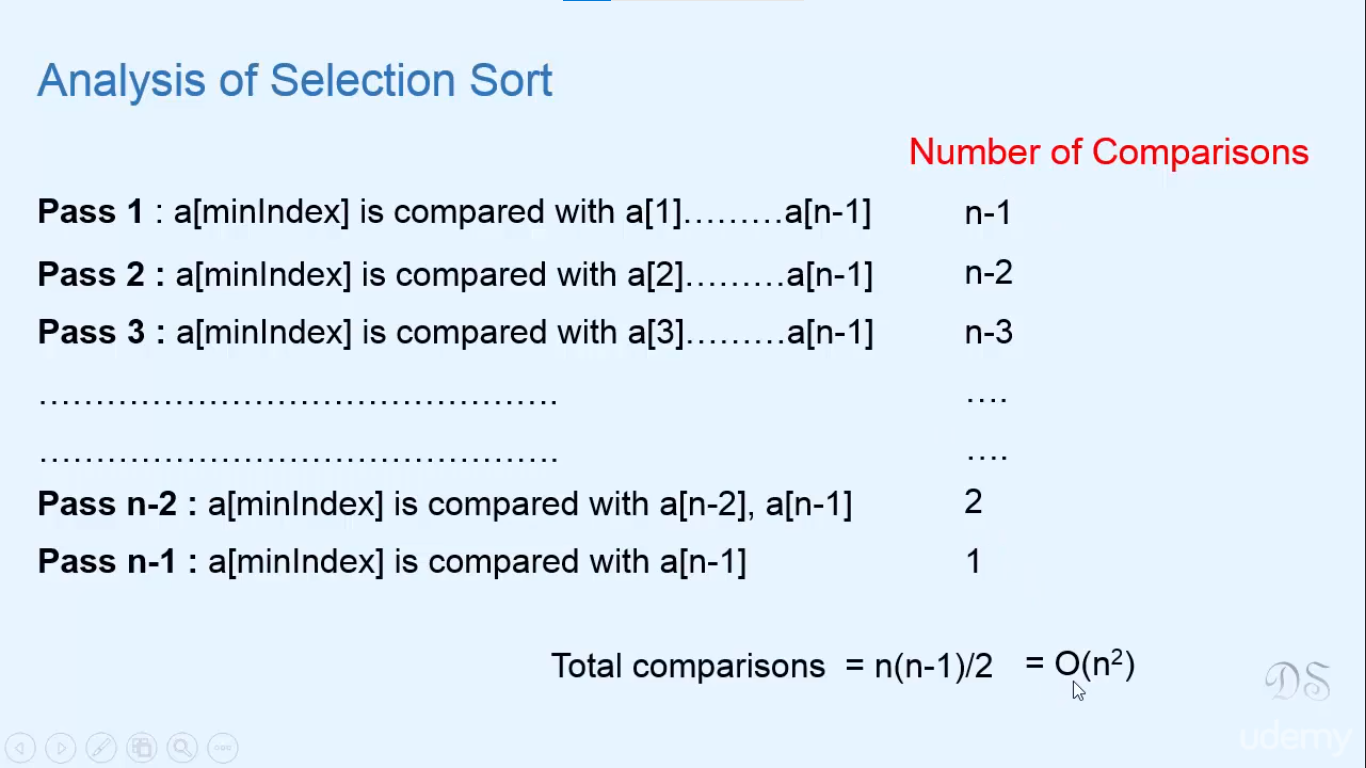 Analysis of Selection Sort
Number of Comparisons
Pass 1 : a[minIndex] is compared with a[1]………a[n-1] n-1
Pass 2 : a[minIndex] is compared with a[2]………a[n-1] n-2
Pass 3 : a[minIndex] is compared with a[3]………a[n-1] n-3
………………………………………. ….
………………………………………. ….
Pass n-2 : a[minIndex] is compared with a[n-2], a[n-1] 2
Pass n-1 : a[minIndex] is compared with a[n-1] 1
Total comparisons = n(n-1)/2 = O(n²)
DS
udemy